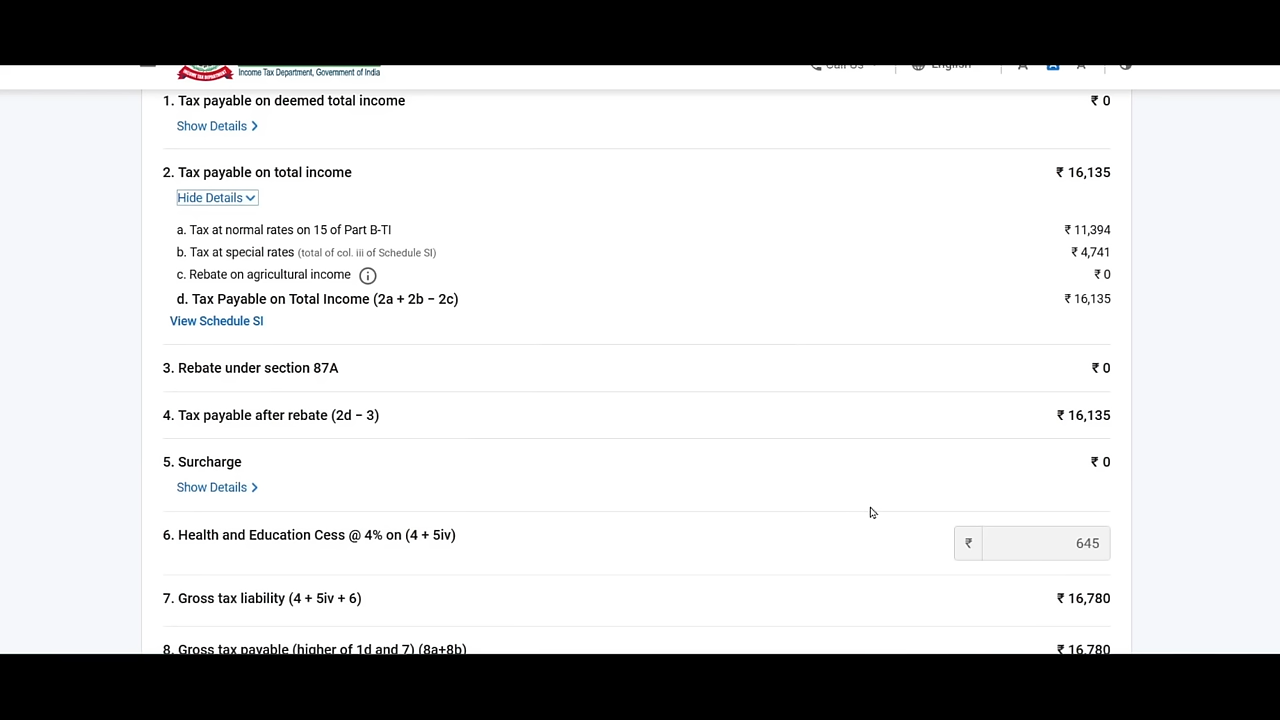 Income Tax Department, Government of India
Call Us
English
1. Tax payable on deemed total income ₹ 0
Show Details
2. Tax payable on total income ₹ 16,135
Hide Details
a. Tax at normal rates on 15 of Part B-TI ₹ 11,394
b. Tax at special rates (total of col. iii of Schedule SI) ₹ 4,741
c. Rebate on agricultural income ₹ 0
d. Tax Payable on Total Income (2a + 2b − 2c) ₹ 16,135
View Schedule SI
3. Rebate under section 87A ₹ 0
4. Tax payable after rebate (2d − 3) ₹ 16,135
5. Surcharge ₹ 0
Show Details
6. Health and Education Cess @ 4% on (4 + 5iv) ₹ 645
7. Gross tax liability (4 + 5iv + 6) ₹ 16,780
8. Gross tax payable (higher of 1d and 7) (8a+8b) ₹ 16,780